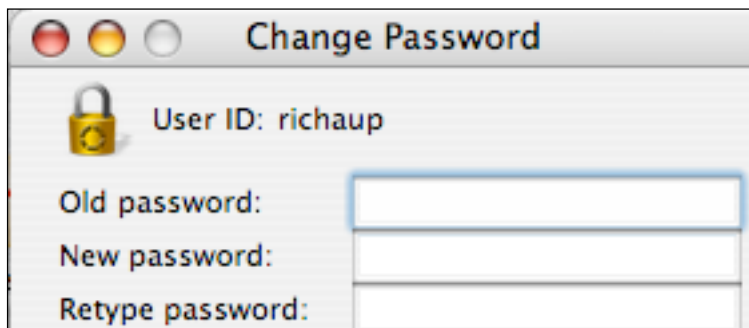 Change Password
User ID: richaup
Old password:
New password:
Retype password: